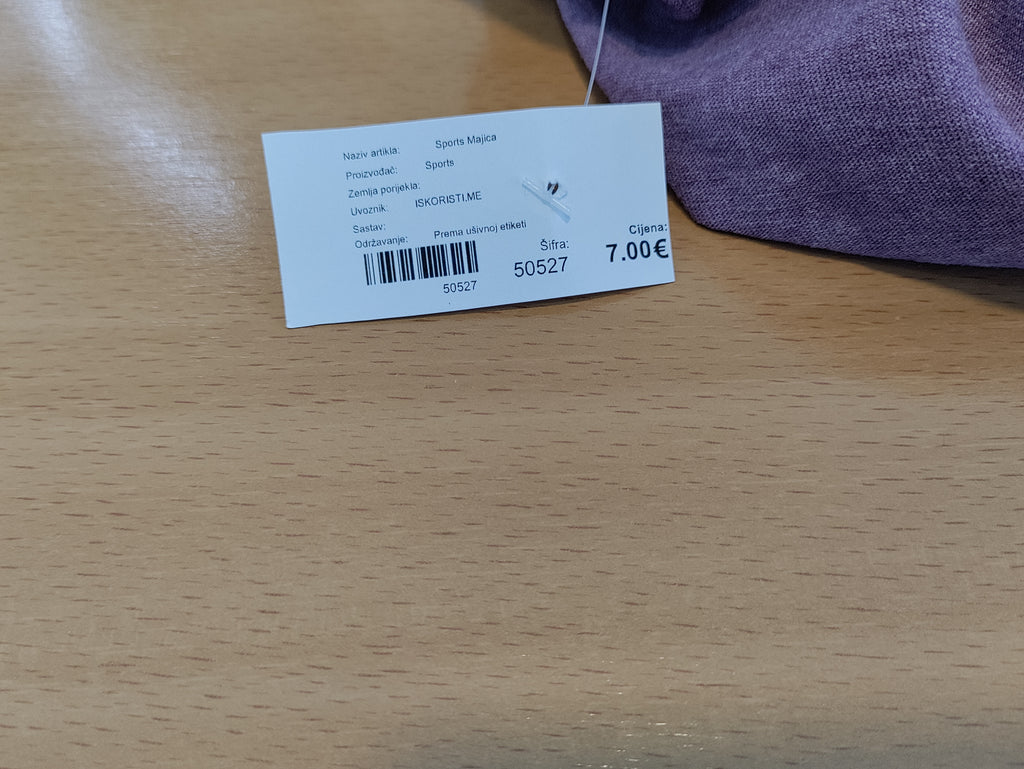 Naziv artikla: Sports Majica
Proizvođač: Sports
Zemlja porijekla:
Uvoznik: ISKORISTI.ME
Sastav:
Održavanje: Prema ušivnoj etiketi
50527
Šifra:
50527
Cijena:
7.00€